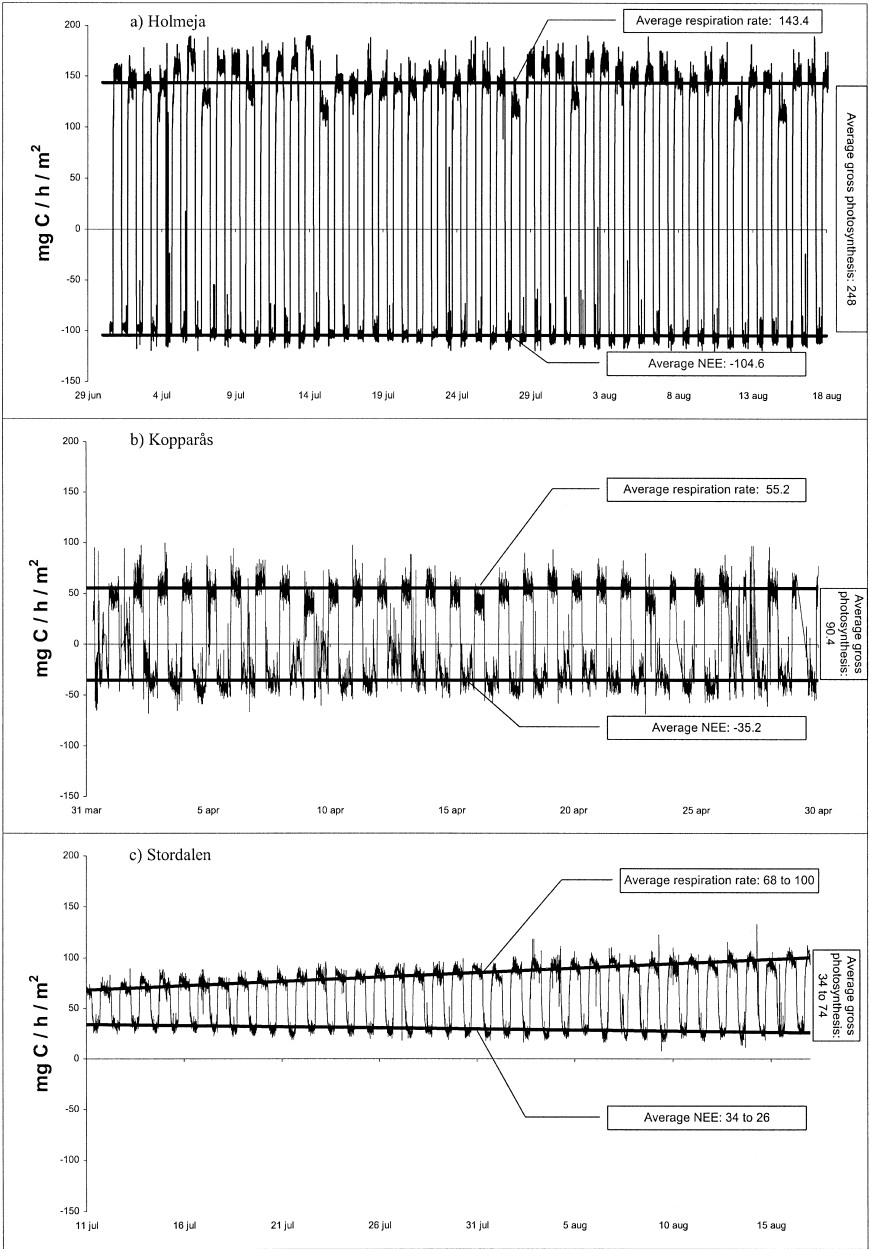 a) Holmeja
Average respiration rate: 143.4
200
150
100
50
0
-50
-100
-150
mg C / h / m2
Average gross photosynthesis: 248
Average NEE: -104.6
29 jun
4 jul
9 jul
14 jul
19 jul
24 jul
29 jul
3 aug
8 aug
13 aug
18 aug
b) Kopparås
200
150
100
50
0
-50
-100
-150
mg C / h / m2
Average respiration rate: 55.2
Average gross
photosynthesis:
90.4
Average NEE: -35.2
31 mar
5 apr
10 apr
15 apr
20 apr
25 apr
30 apr
c) Stordalen
200
150
100
50
0
-50
-100
-150
mg C / h / m2
Average respiration rate: 68 to 100
Average gross
photosynthesis:
34 to 74
Average NEE: 34 to 26
11 jul
16 jul
21 jul
26 jul
31 jul
5 aug
10 aug
15 aug